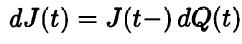 dJ(t) = J(t−) dQ(t)